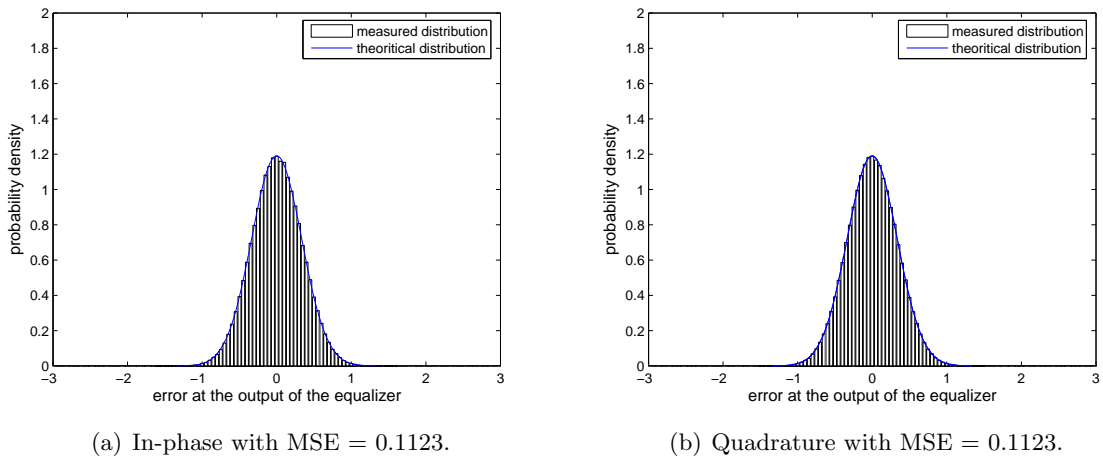 2
1.8
1.6
1.4
1.2
1
0.8
0.6
0.4
0.2
0
probability density
measured distribution
theoritical distribution
−3 −2 −1 0 1 2 3
error at the output of the equalizer
(a) In-phase with MSE = 0.1123.
2
1.8
1.6
1.4
1.2
1
0.8
0.6
0.4
0.2
0
probability density
measured distribution
theoritical distribution
−3 −2 −1 0 1 2 3
error at the output of the equalizer
(b) Quadrature with MSE = 0.1123.